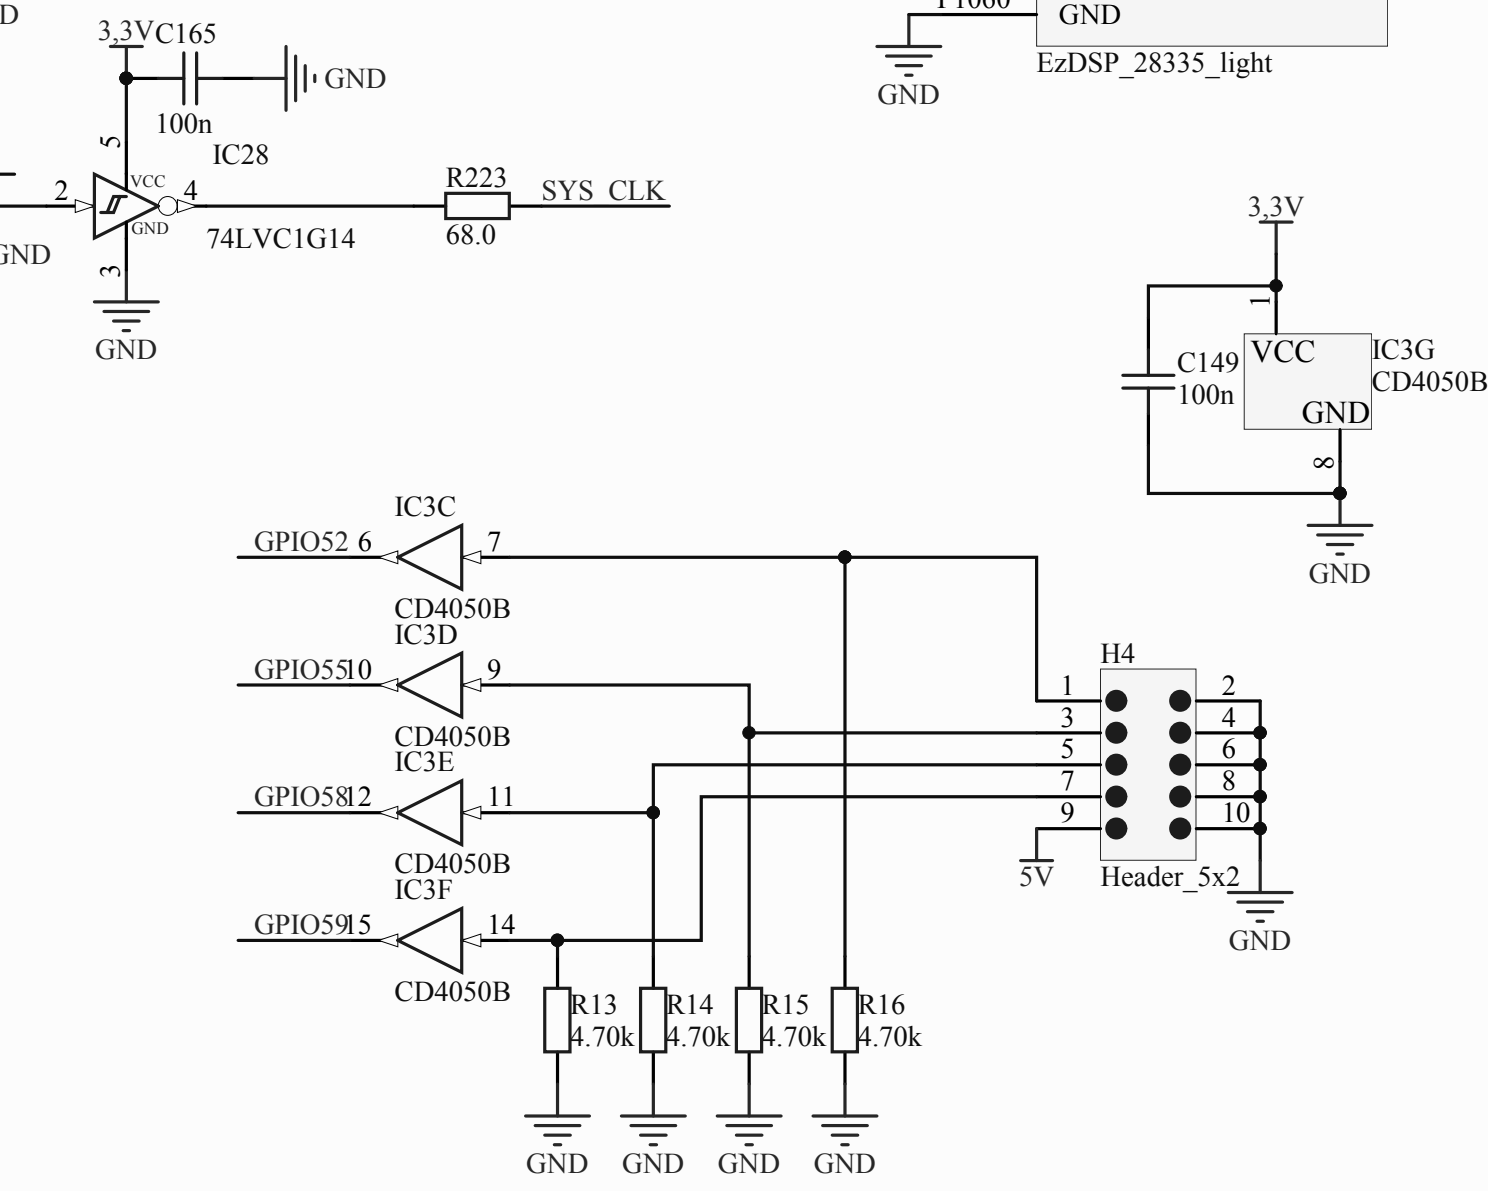 3,3V
C165
GND
100n
5
IC28
VCC
2
4
GND
74LVC1G14
R223
68.0
SYS_CLK
3
GND
GND
GND
EzDSP_28335_light
GND
3,3V
1
VCC
GND
IC3G
CD4050B
C149
100n
8
GND
IC3C
GPIO52 6
7
CD4050B
IC3D
GPIO55 10
9
CD4050B
IC3E
GPIO58 12
11
CD4050B
IC3F
GPIO59 15
14
CD4050B
H4
1 2
3 4
5 6
7 8
9 10
5V
Header_5x2
GND
R13
4.70k
R14
4.70k
R15
4.70k
R16
4.70k
GND GND GND GND